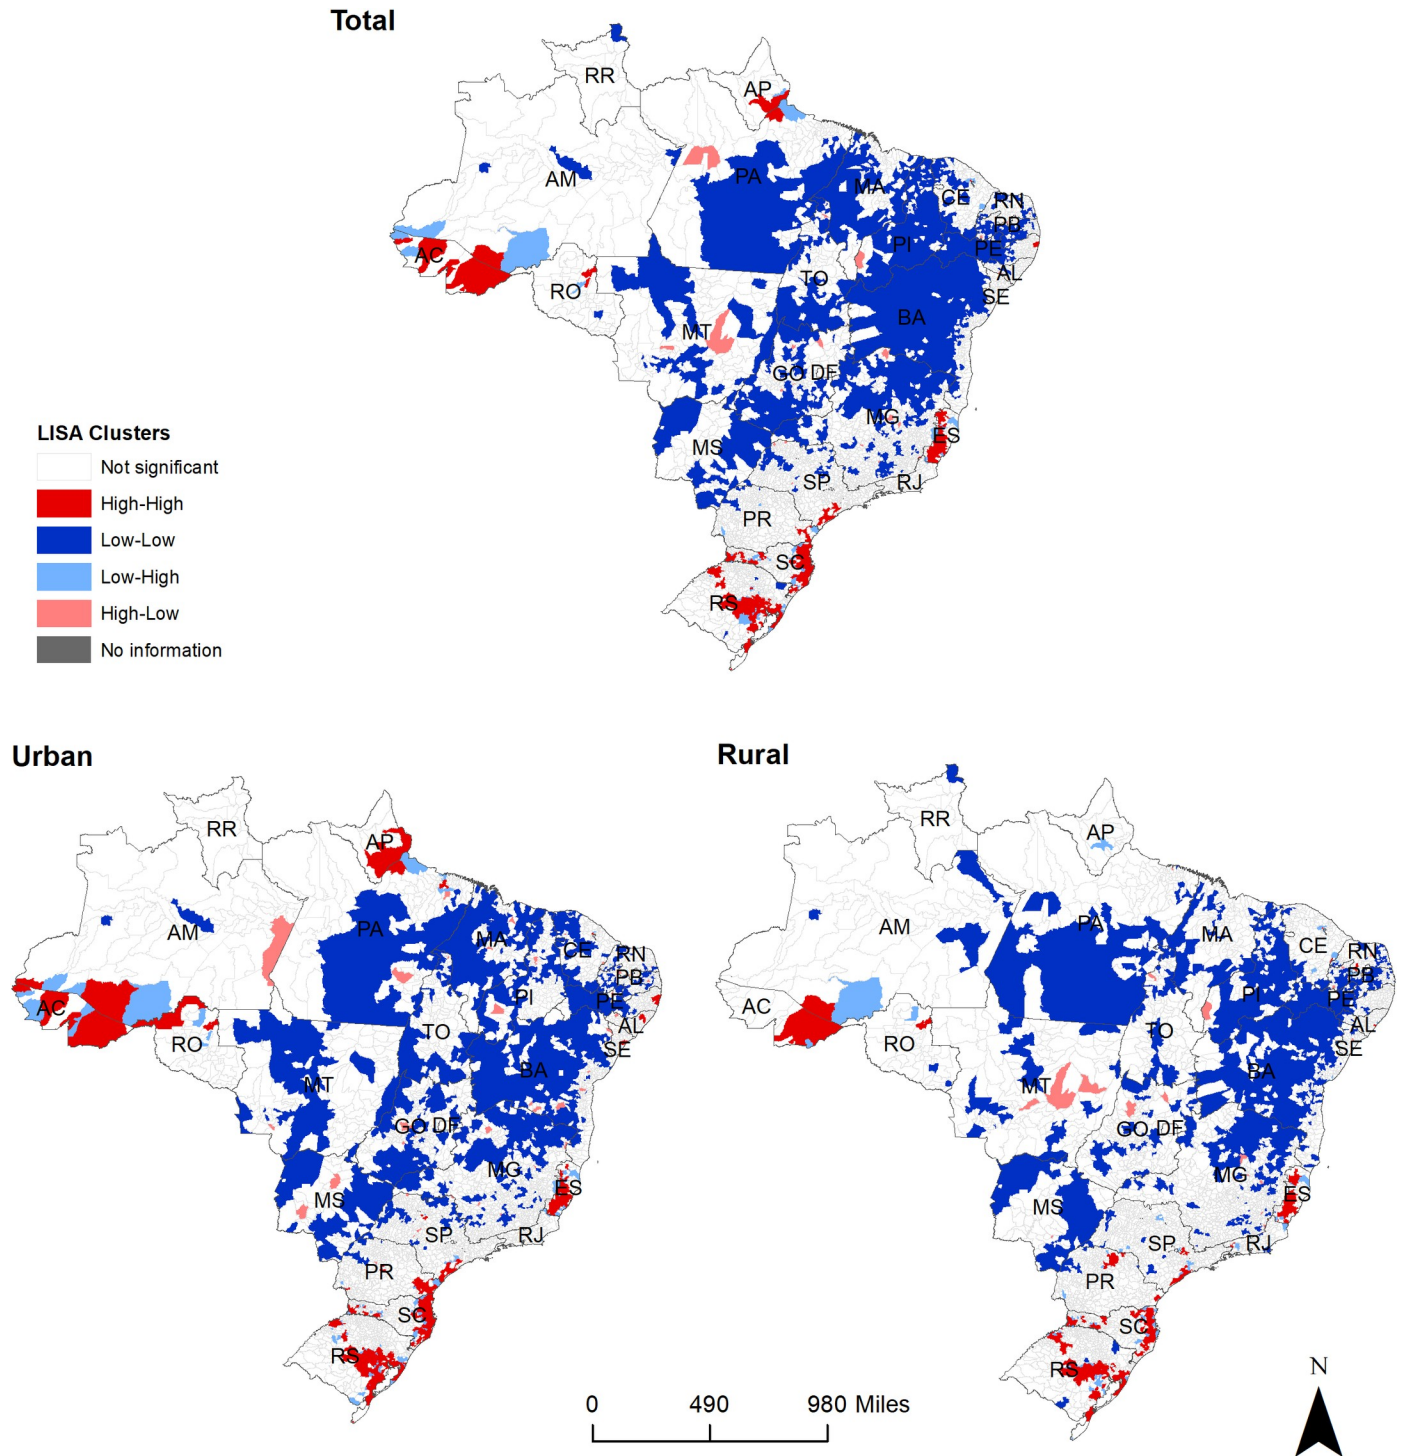 Total
RR
AP
AM
PA
MA
CE
RN
PB
PI
PE
AC
TO
AL
RO
SE
BA
MT
GO DF
MG
ES
MS
SP
RJ
PR
SC
RS
LISA Clusters
Not significant
High-High
Low-Low
Low-High
High-Low
No information
Urban
RR
AP
AM
PA
MA
CE
RN
PB
PI
PE
AC
AL
TO
RO
SE
BA
MT
GO DF
MG
ES
MS
SP
RJ
PR
SC
RS
Rural
RR
AP
AM
PA
MA
CE
RN
PB
PI
PE
AC
AL
TO
RO
SE
BA
MT
GO DF
MG
ES
MS
SP
RJ
PR
SC
RS
N
0 490 980 Miles